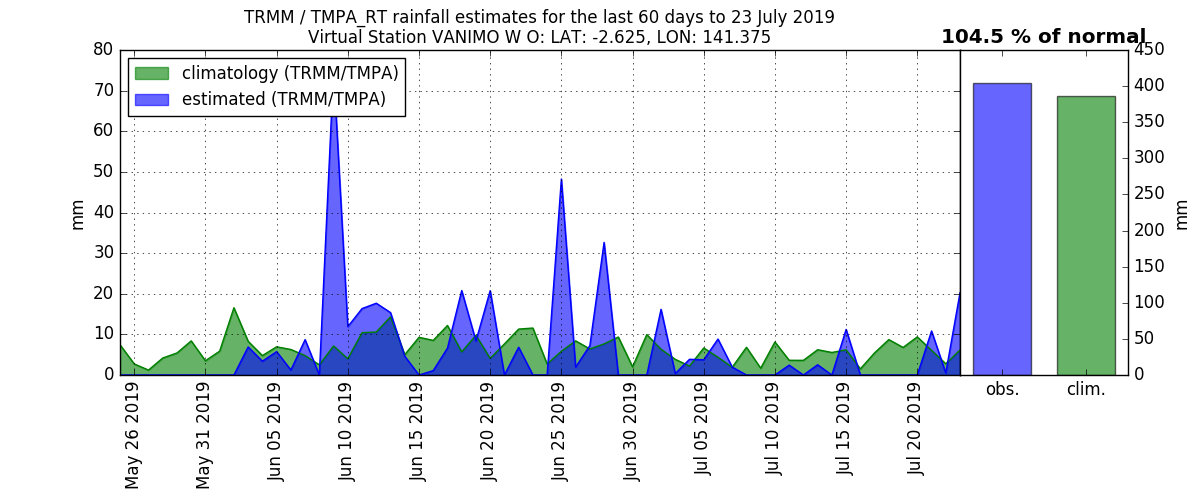 TRMM / TMPA_RT rainfall estimates for the last 60 days to 23 July 2019
Virtual Station VANIMO W O: LAT: -2.625, LON: 141.375
104.5 % of normal
climatology (TRMM/TMPA)
estimated (TRMM/TMPA)
80
70
60
50
40
30
20
10
0
mm
May 26 2019
May 31 2019
Jun 05 2019
Jun 10 2019
Jun 15 2019
Jun 20 2019
Jun 25 2019
Jun 30 2019
Jul 05 2019
Jul 10 2019
Jul 15 2019
Jul 20 2019
450
400
350
300
250
200
150
100
50
0
mm
obs.
clim.